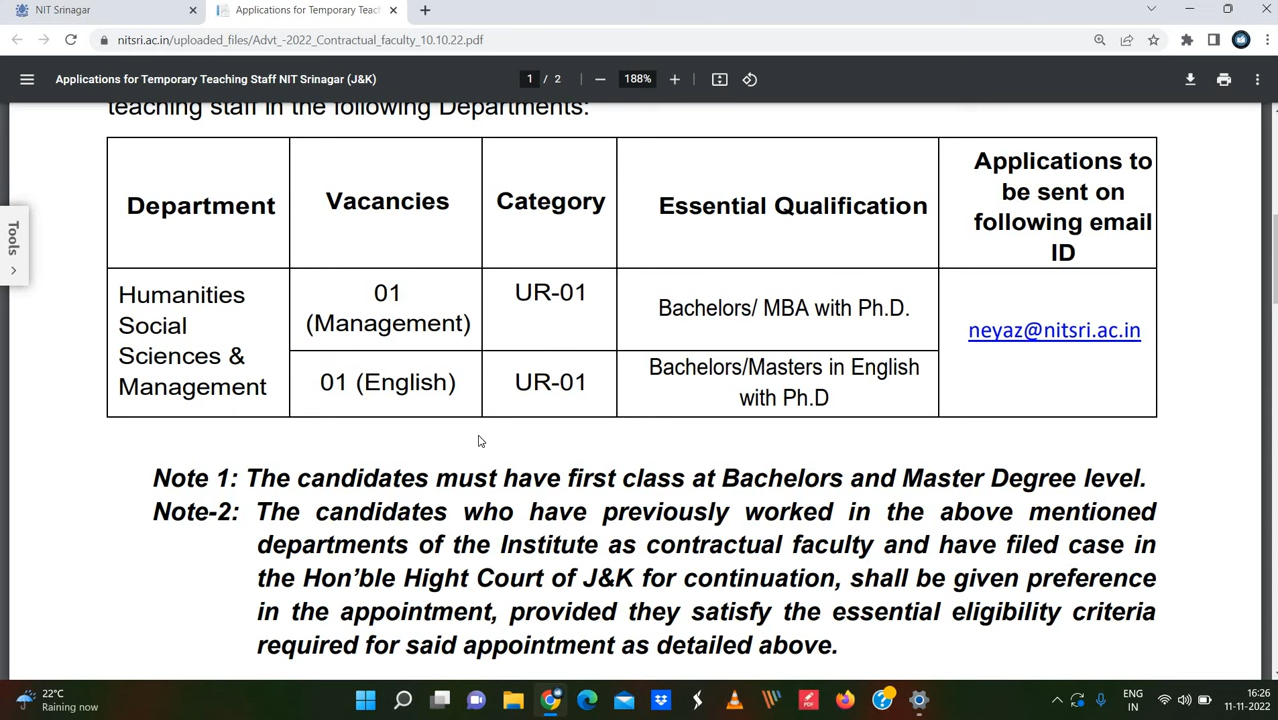 NIT Srinagar
Applications for Temporary Teach
nitsri.ac.in/uploaded_files/Advt_-2022_Contractual_faculty_10.10.22.pdf
Applications for Temporary Teaching Staff NIT Srinagar (J&K)
1 / 2
188%
teaching staff in the following Departments:
Department
Vacancies
Category
Essential Qualification
Applications to
be sent on
following email
ID
Humanities
Social
Sciences &
Management
01
(Management)
UR-01
Bachelors/ MBA with Ph.D.
neyaz@nitsri.ac.in
01 (English)
UR-01
Bachelors/Masters in English
with Ph.D
Note 1: The candidates must have first class at Bachelors and Master Degree level.
Note-2: The candidates who have previously worked in the above mentioned
departments of the Institute as contractual faculty and have filed case in
the Hon’ble Hight Court of J&K for continuation, shall be given preference
in the appointment, provided they satisfy the essential eligibility criteria
required for said appointment as detailed above.
Tools
22°C
Raining now
PDF
ENG
IN
16:26
11-11-2022